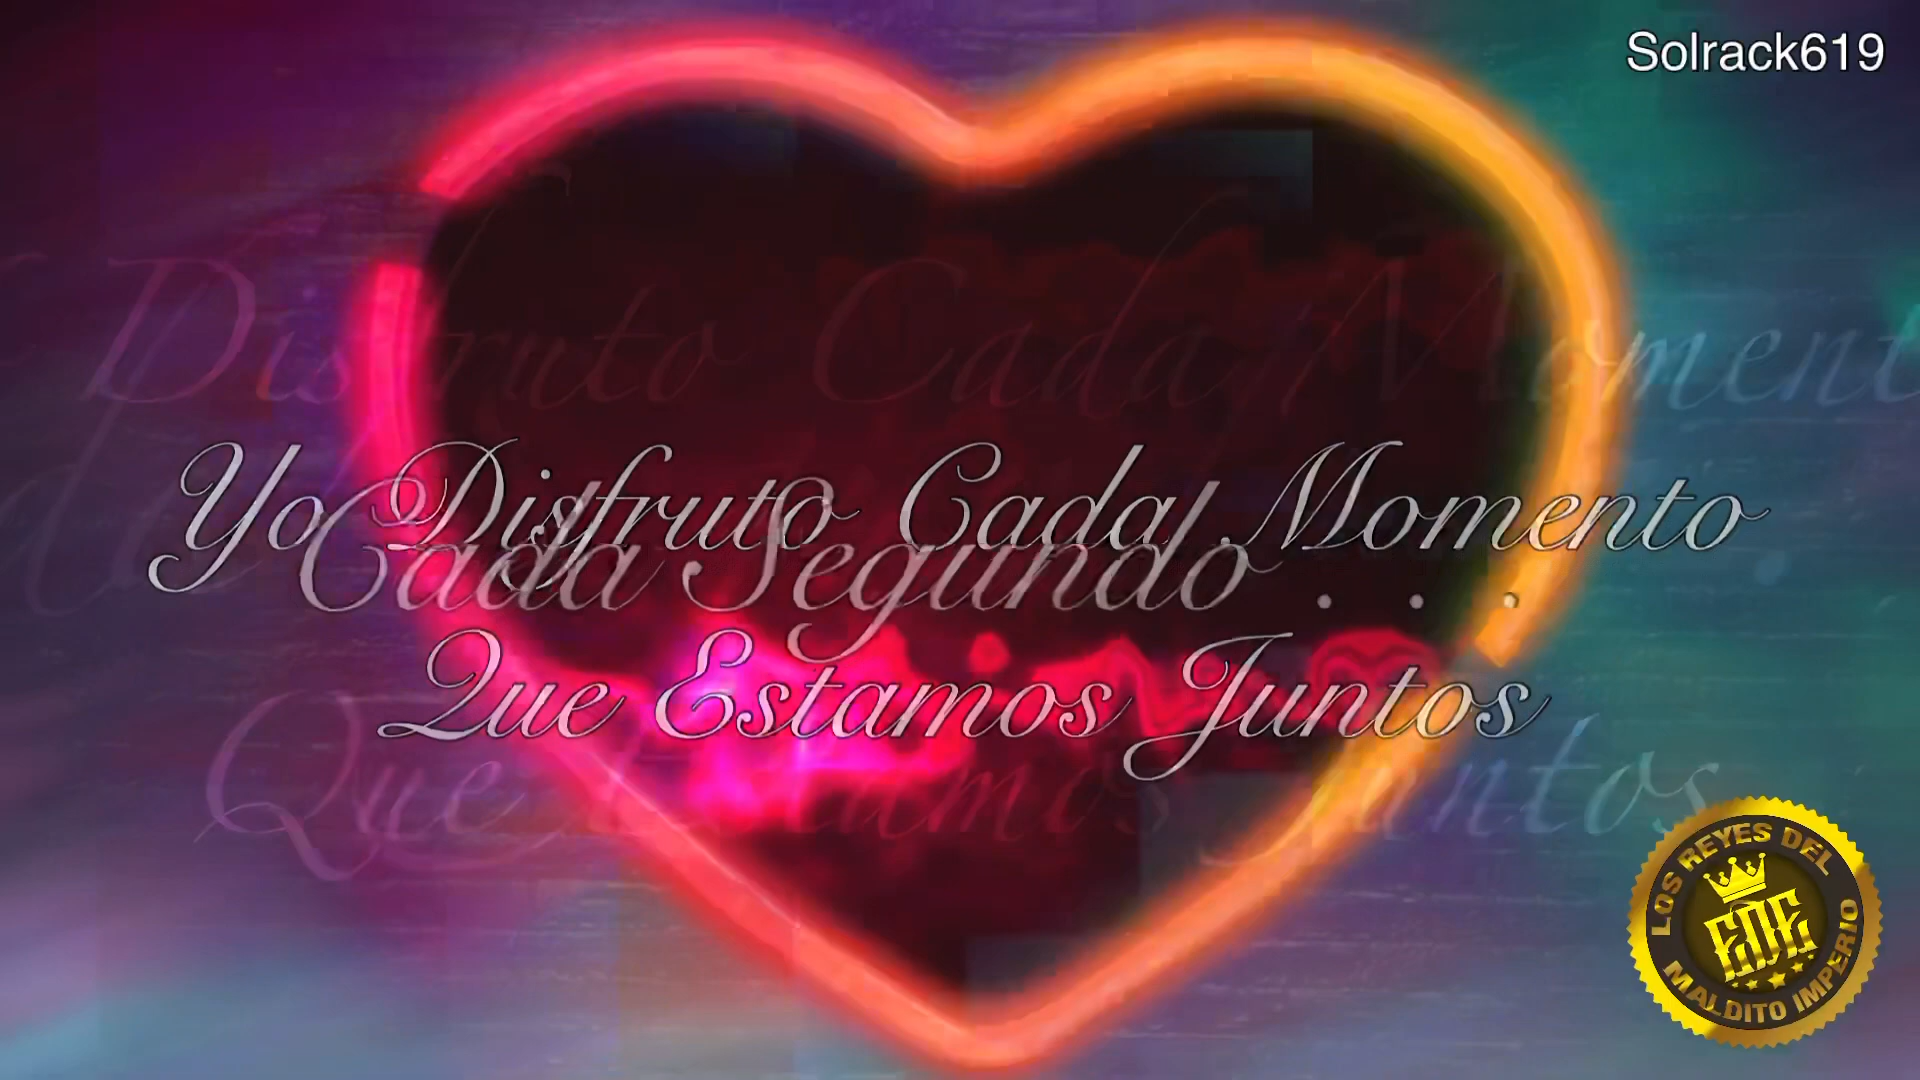 Solrack619
Disfruto Cada Moment
Yo Disfruto Cada Momento
Cada Segundo . . .
Que Estamos Juntos
Que Estamos Juntos
LOS REYES DEL
EDE
MALDITO IMPERIO